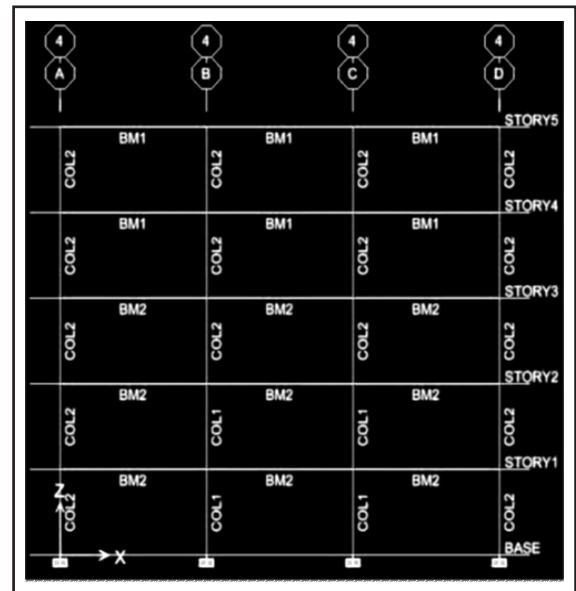 4 4 4 4
A B C D
STORY5
BM1 BM1 BM1
COL2 COL2 COL2 COL2
STORY4
BM1 BM1 BM1
COL2 COL2 COL2 COL2
STORY3
BM2 BM2 BM2
COL2 COL2 COL2 COL2
STORY2
BM2 BM2 BM2
COL2 COL1 COL1 COL2
STORY1
BM2 BM2 BM2
Z
COL2 COL1 COL1 COL2
BASE
X